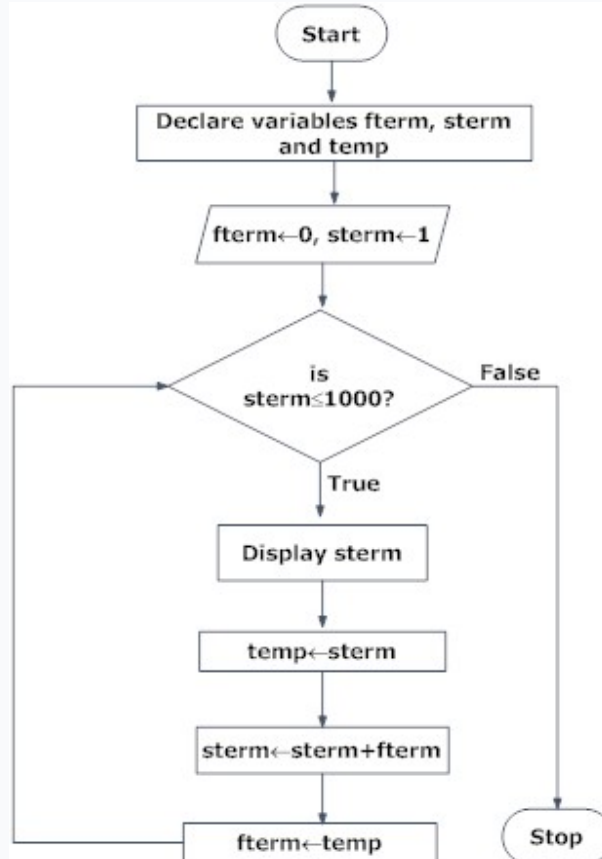 Start
Declare variables fterm, sterm
and temp
fterm←0, sterm←1
is
sterm≤1000?
False
True
Display sterm
temp←sterm
sterm←sterm+fterm
fterm←temp
Stop